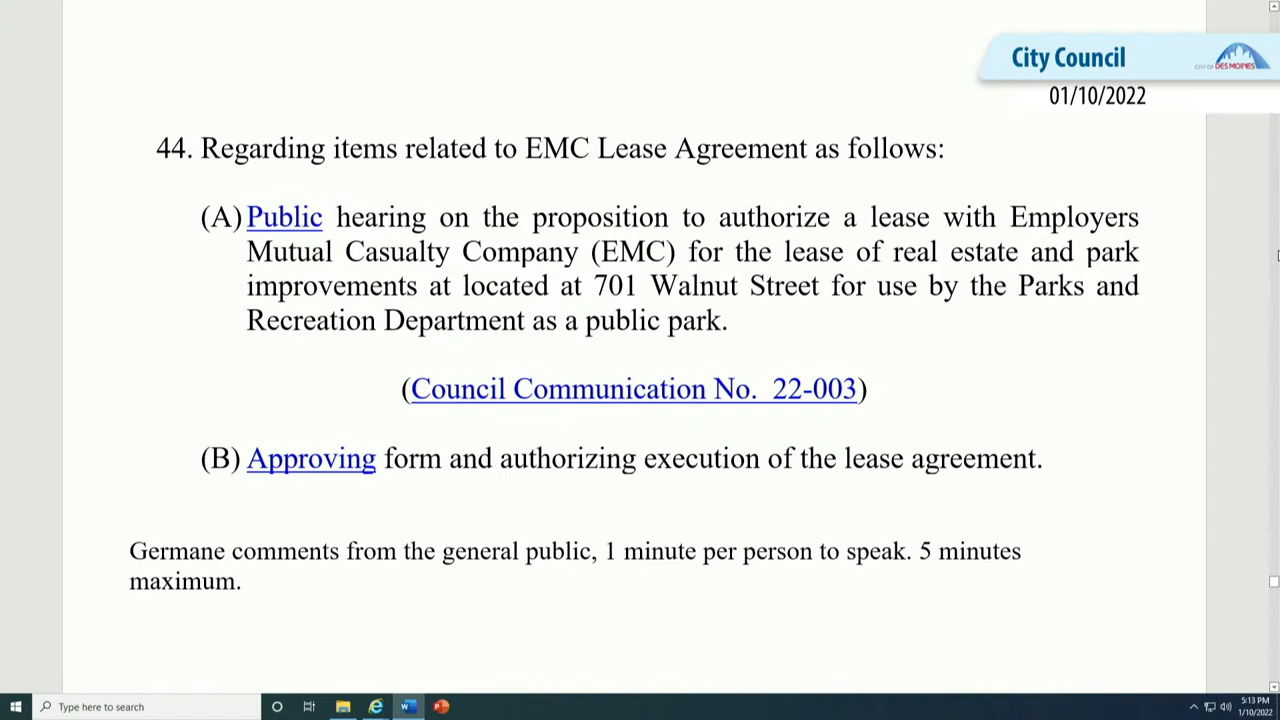 City Council
CITY OF DES MOINES
01/10/2022
44. Regarding items related to EMC Lease Agreement as follows:
(A) Public hearing on the proposition to authorize a lease with Employers
Mutual Casualty Company (EMC) for the lease of real estate and park
improvements at located at 701 Walnut Street for use by the Parks and
Recreation Department as a public park.
(Council Communication No. 22-003)
(B) Approving form and authorizing execution of the lease agreement.
Germane comments from the general public, 1 minute per person to speak. 5 minutes
maximum.
Type here to search
5:13 PM
1/10/2022